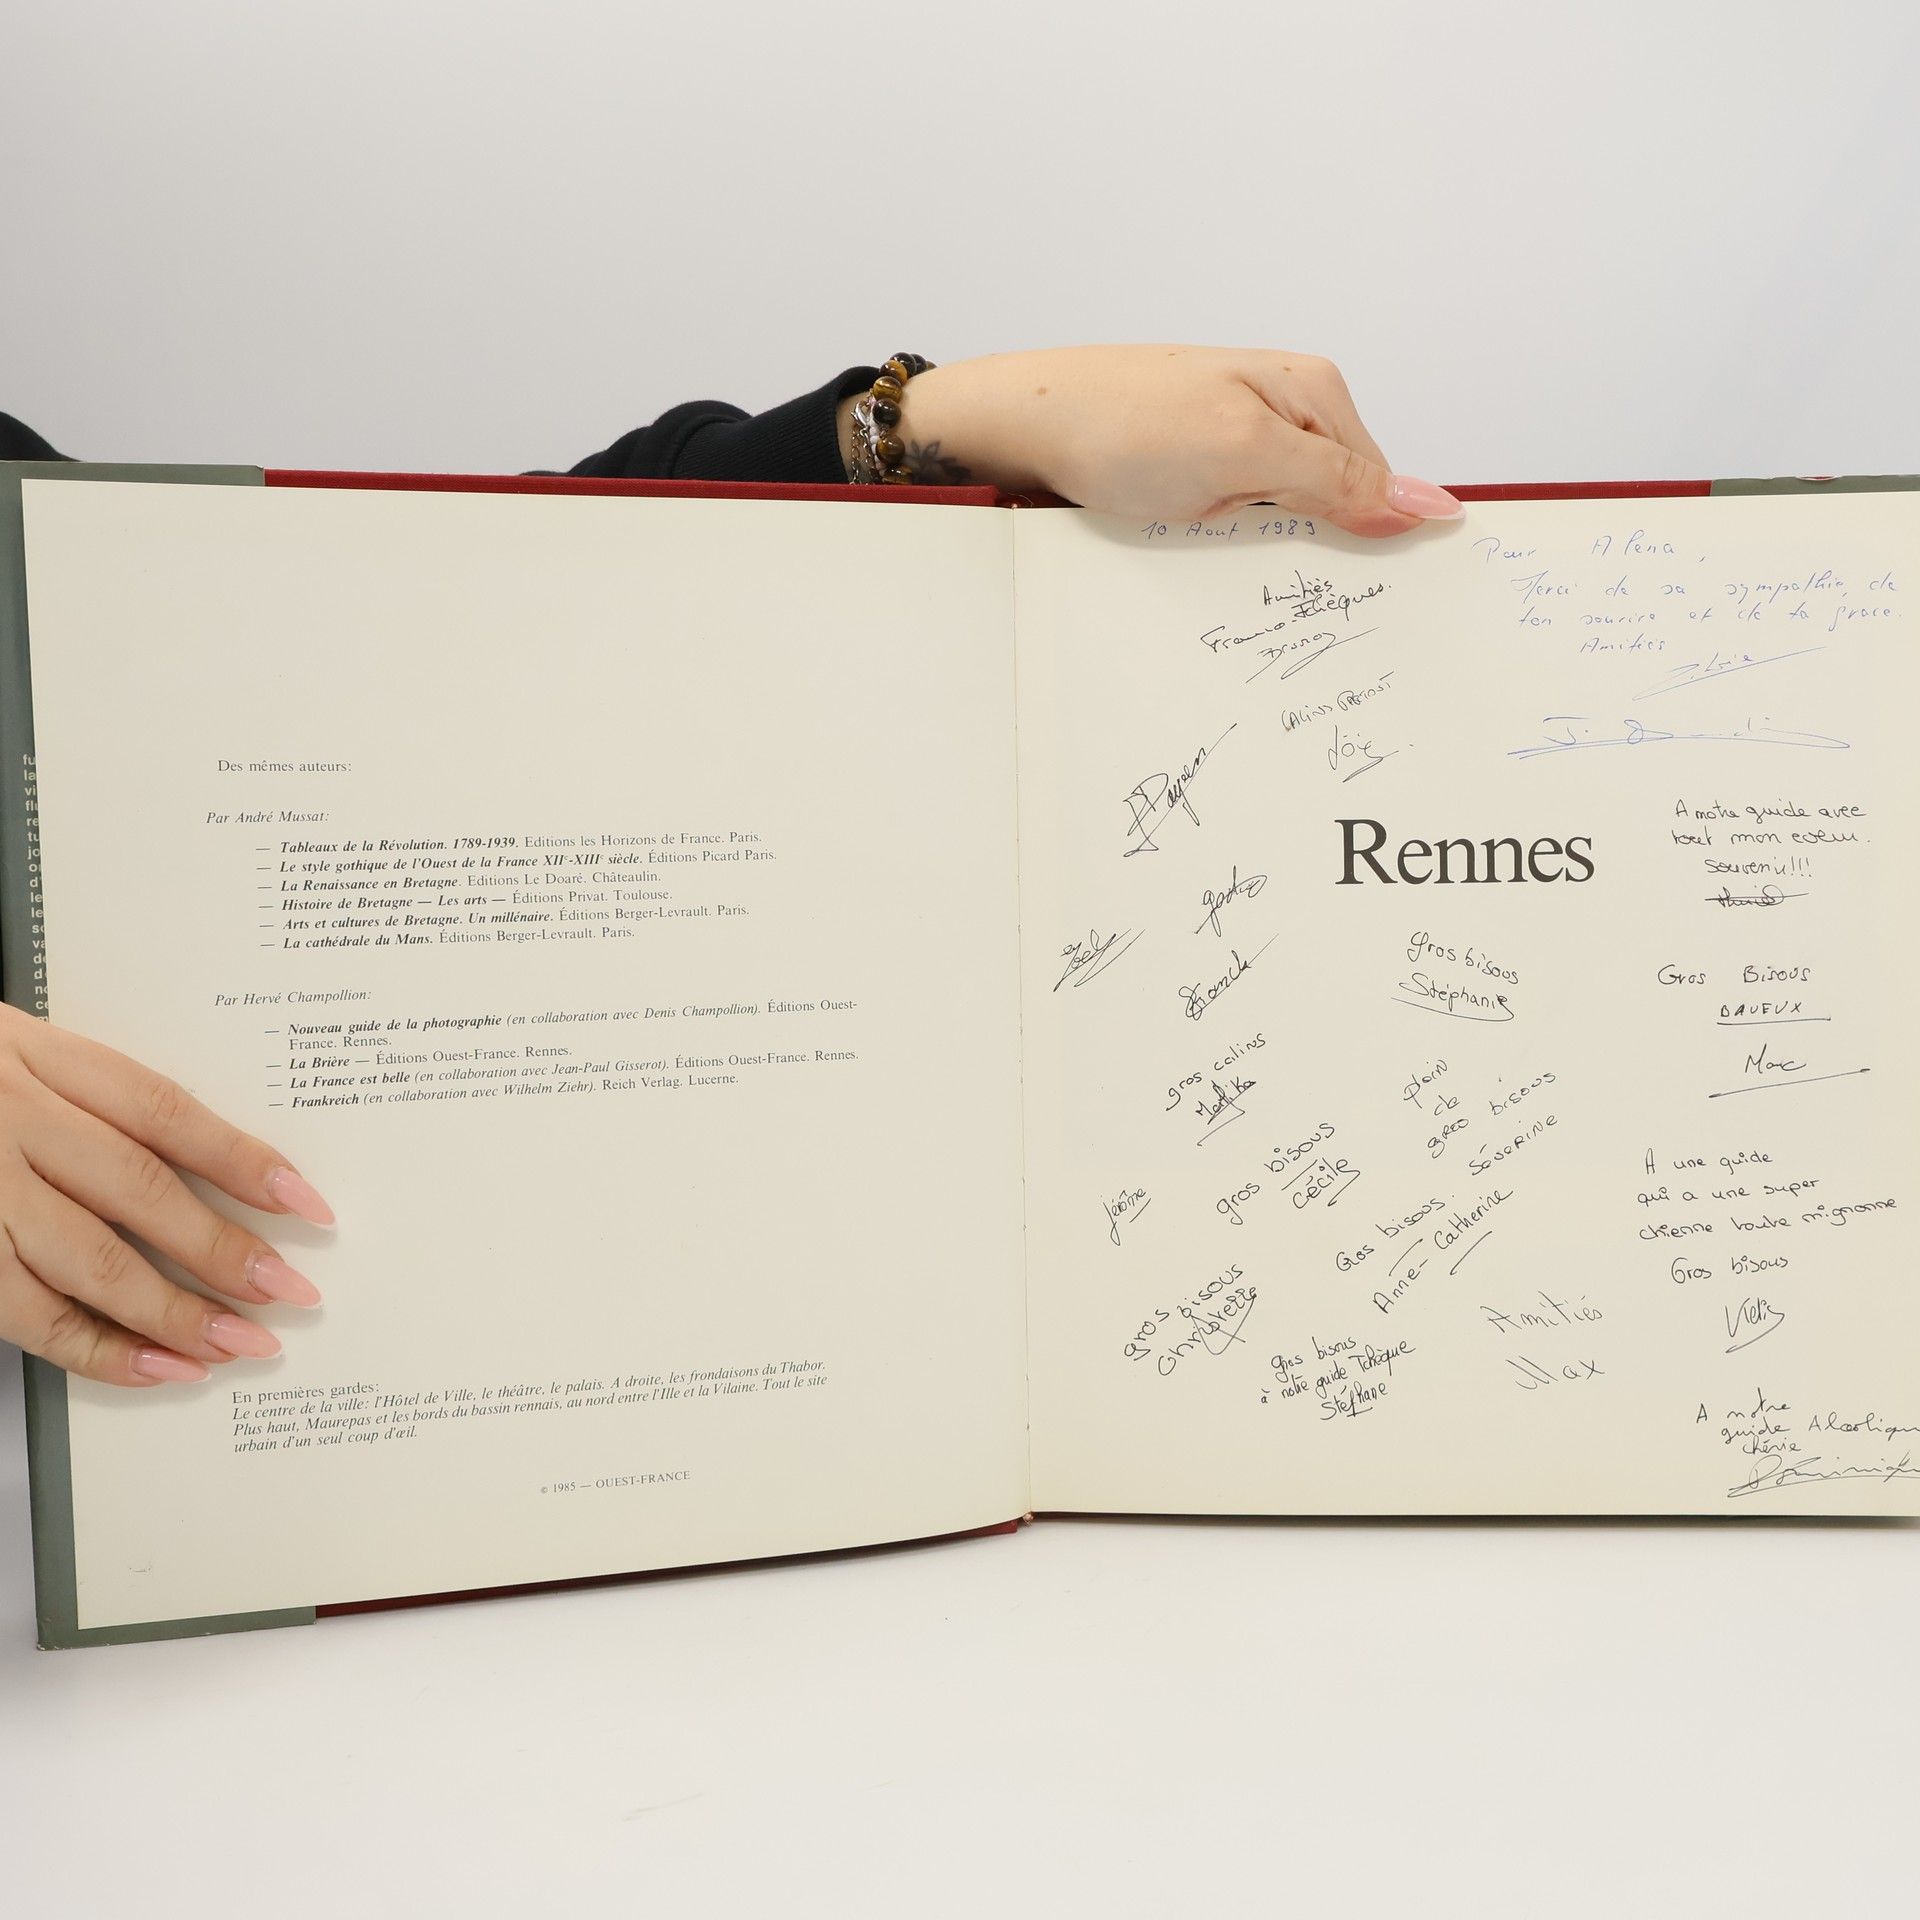 Des mêmes auteurs:
Par André Mussat:
— Tableaux de la Révolution. 1789-1939. Editions les Horizons de France. Paris.
— Le style gothique de l'Ouest de la France XIIe-XIIIe siècle. Éditions Picard Paris.
— La Renaissance en Bretagne. Editions Le Doaré. Châteaulin.
— Histoire de Bretagne — Les arts — Éditions Privat. Toulouse.
— Arts et cultures de Bretagne. Un millénaire. Éditions Berger-Levrault. Paris.
— La cathédrale du Mans. Éditions Berger-Levrault. Paris.
Par Hervé Champollion:
— Nouveau guide de la photographie (en collaboration avec Denis Champollion). Éditions Ouest-
France. Rennes.
— La Brière — Éditions Ouest-France. Rennes.
— La France est belle (en collaboration avec Jean-Paul Gisserot). Éditions Ouest-France. Rennes.
— Frankreich (en collaboration avec Wilhelm Ziehr). Reich Verlag. Lucerne.
En premières gardes:
Le centre de la ville: l'Hôtel de Ville, le théâtre, le palais. A droite, les frondaisons du Thabor.
Plus haut, Maurepas et les bords du bassin rennais, au nord entre l'Ille et la Vilaine. Tout le site
urbain d'un seul coup d'œil.
© 1985 — OUEST-FRANCE
10 Aout 1989
Pour Alena,
Merci de sa sympathie, de
ton sourire et de ta grace.
Amitiés
Amitiés
Franco-Tchèques.
CALINS
Loïc
Payen
Rennes
A notre guide avec
tout mon coeur.
souvenir!!!
Joel
Franck
Gros bisous
Stéphanie
Gros Bisous
DAVEUX
Marc
gros calins
plein
de
gros bisous
Séverine
gros bisous
Cécile
Jérôme
Gros bisous.
Anne-Catherine
A une guide
qui a une super
chienne toute mignonne
Gros bisous
gros bisous
Christelle
gros bisous
à notre guide Tchèque
Stéphane
Amitiés
Max
A notre
guide
chérie